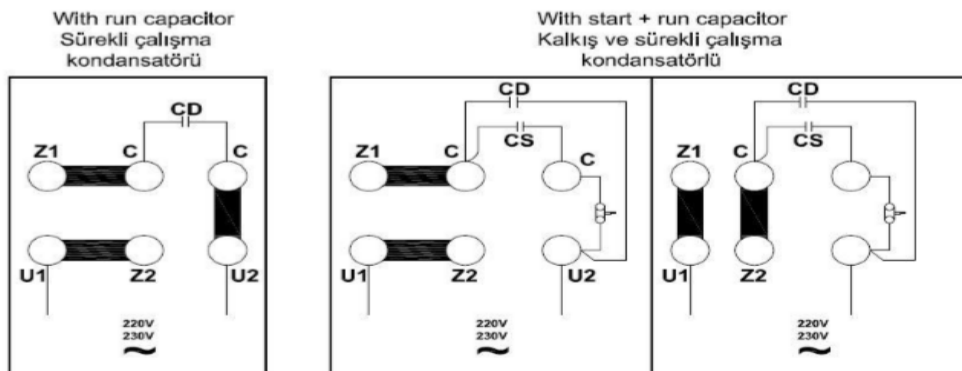 With run capacitor
Sürekli çalışma
kondansatörü
CD
Z1 C C
U1 Z2 U2
220V
230V
With start + run capacitor
Kalkış ve sürekli çalışma
kondansatörlü
CD
CS
Z1 C C
U1 Z2 U2
220V
230V
CD
CS
Z1 C
U1 Z2
220V
230V